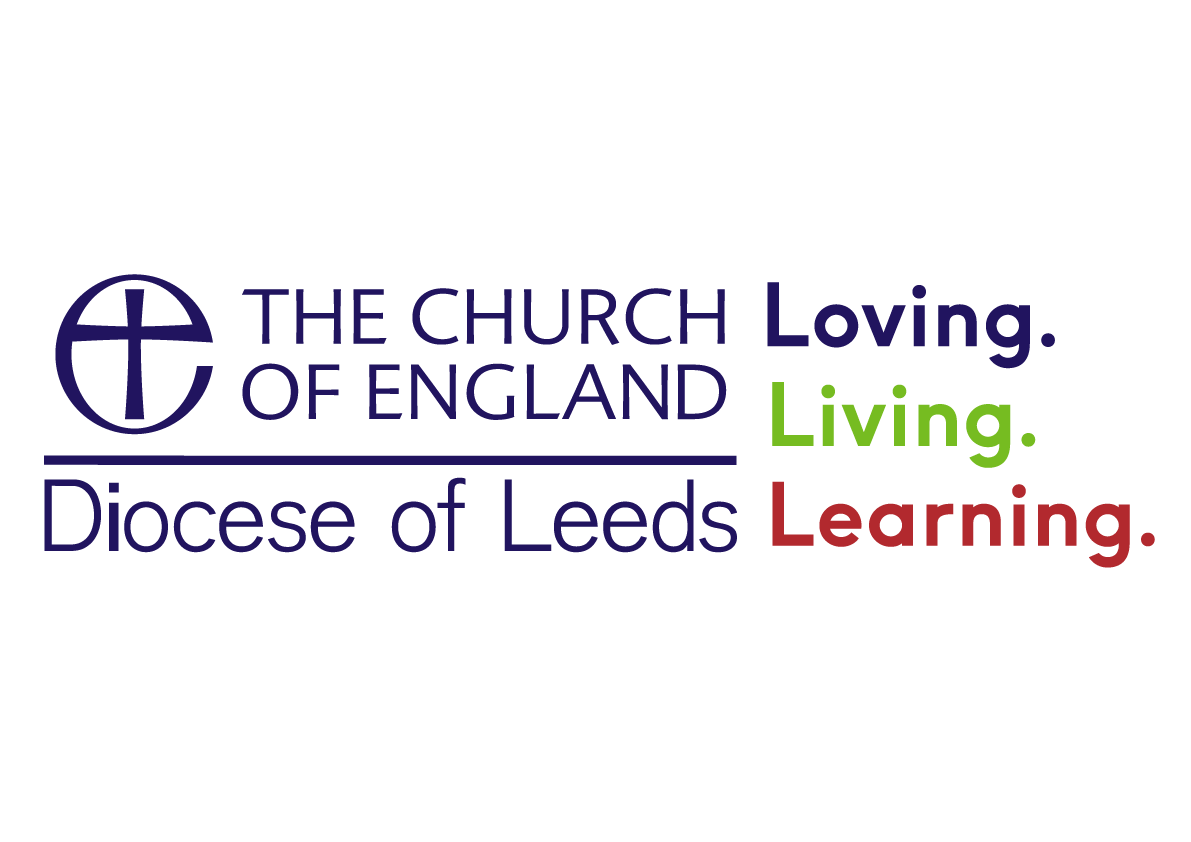 THE CHURCH
OF ENGLAND
Diocese of Leeds
Loving.
Living.
Learning.